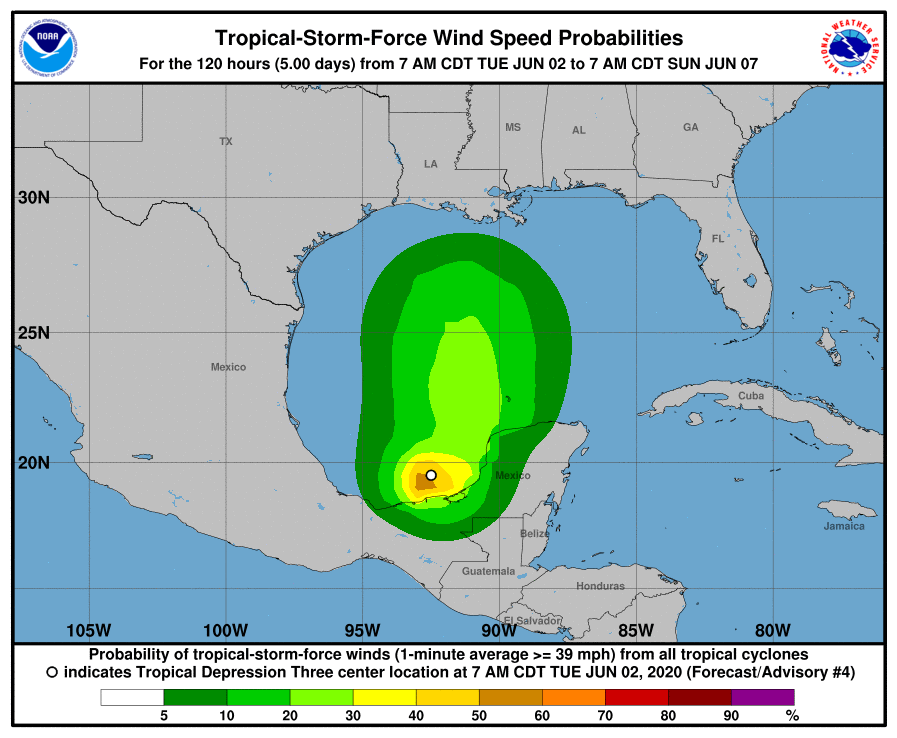 Tropical-Storm-Force Wind Speed Probabilities
For the 120 hours (5.00 days) from 7 AM CDT TUE JUN 02 to 7 AM CDT SUN JUN 07
NOAA
NATIONAL WEATHER SERVICE
MS
AL
GA
TX
LA
30N
FL
25N
Mexico
Cuba
20N
Mexico
Jamaica
Belize
Guatemala
Honduras
El Salvador
105W 100W 95W 90W 85W 80W
Probability of tropical-storm-force winds (1-minute average >= 39 mph) from all tropical cyclones
indicates Tropical Depression Three center location at 7 AM CDT TUE JUN 02, 2020 (Forecast/Advisory #4)
5 10 20 30 40 50 60 70 80 90 %